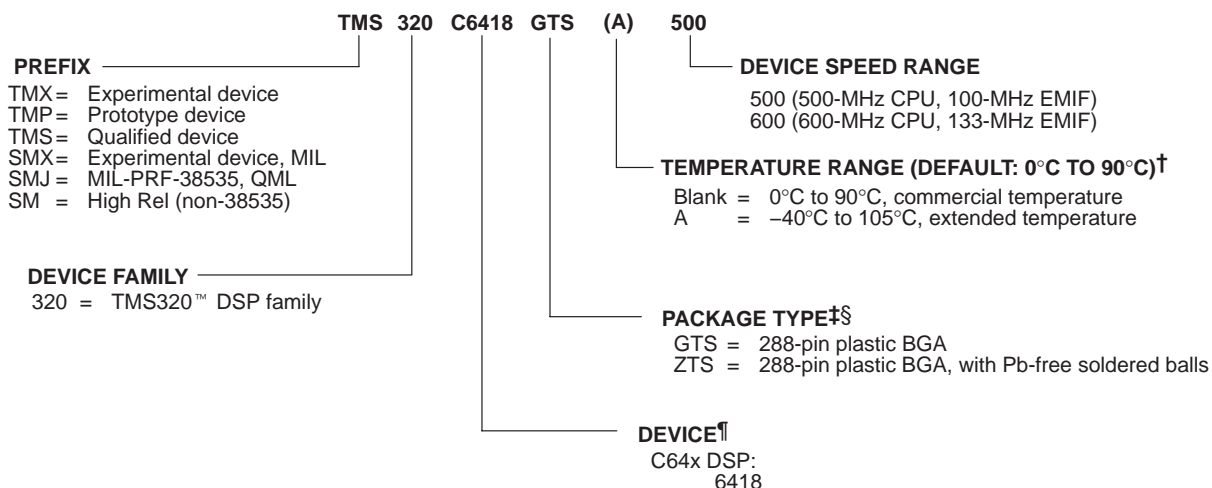 TMS 320 C6418 GTS (A) 500
PREFIX
TMX = Experimental device
TMP = Prototype device
TMS = Qualified device
SMX = Experimental device, MIL
SMJ = MIL-PRF-38535, QML
SM = High Rel (non-38535)
DEVICE SPEED RANGE
500 (500-MHz CPU, 100-MHz EMIF)
600 (600-MHz CPU, 133-MHz EMIF)
TEMPERATURE RANGE (DEFAULT: 0°C TO 90°C)†
Blank = 0°C to 90°C, commercial temperature
A = −40°C to 105°C, extended temperature
DEVICE FAMILY
320 = TMS320™ DSP family
PACKAGE TYPE‡§
GTS = 288-pin plastic BGA
ZTS = 288-pin plastic BGA, with Pb-free soldered balls
DEVICE¶
C64x DSP:
6418